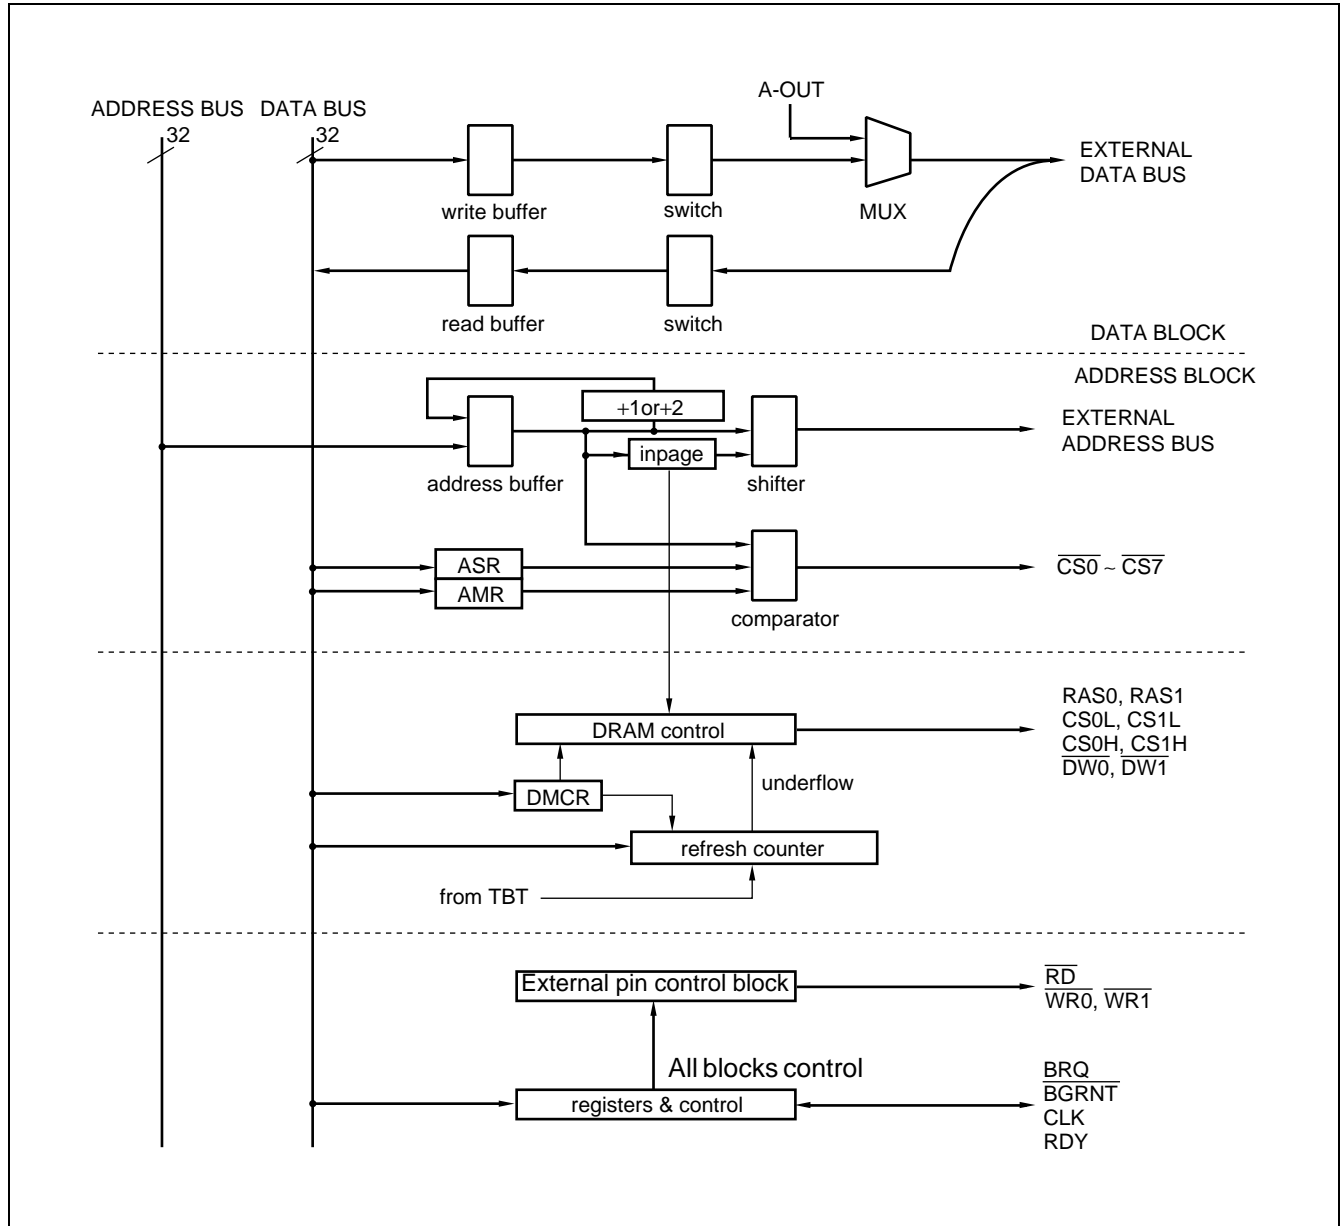 A-OUT
ADDRESS BUS
DATA BUS
32
32
EXTERNAL
DATA BUS
write buffer
switch
MUX
read buffer
switch
DATA BLOCK
ADDRESS BLOCK
+1or+2
EXTERNAL
ADDRESS BUS
inpage
address buffer
shifter
ASR
CS0 ~ CS7
AMR
comparator
RAS0, RAS1
CS0L, CS1L
CS0H, CS1H
DW0, DW1
DRAM control
underflow
DMCR
refresh counter
from TBT
External pin control block
RD
WR0, WR1
All blocks control
registers & control
BRQ
BGRNT
CLK
RDY